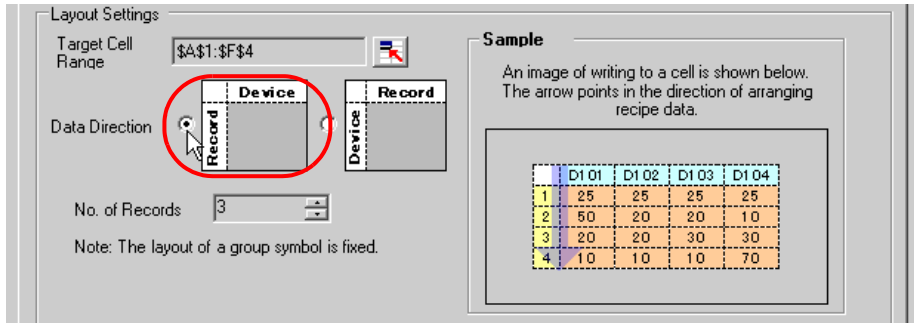 Layout Settings
Target Cell
Range
$A$1:$F$4
Data Direction
Device
Record
Record
Device
No. of Records
3
Note: The layout of a group symbol is fixed.
Sample
An image of writing to a cell is shown below.
The arrow points in the direction of arranging
recipe data.
D101 D102 D103 D104
1 25 25 25 25
2 50 20 20 10
3 20 20 30 30
4 10 10 10 70